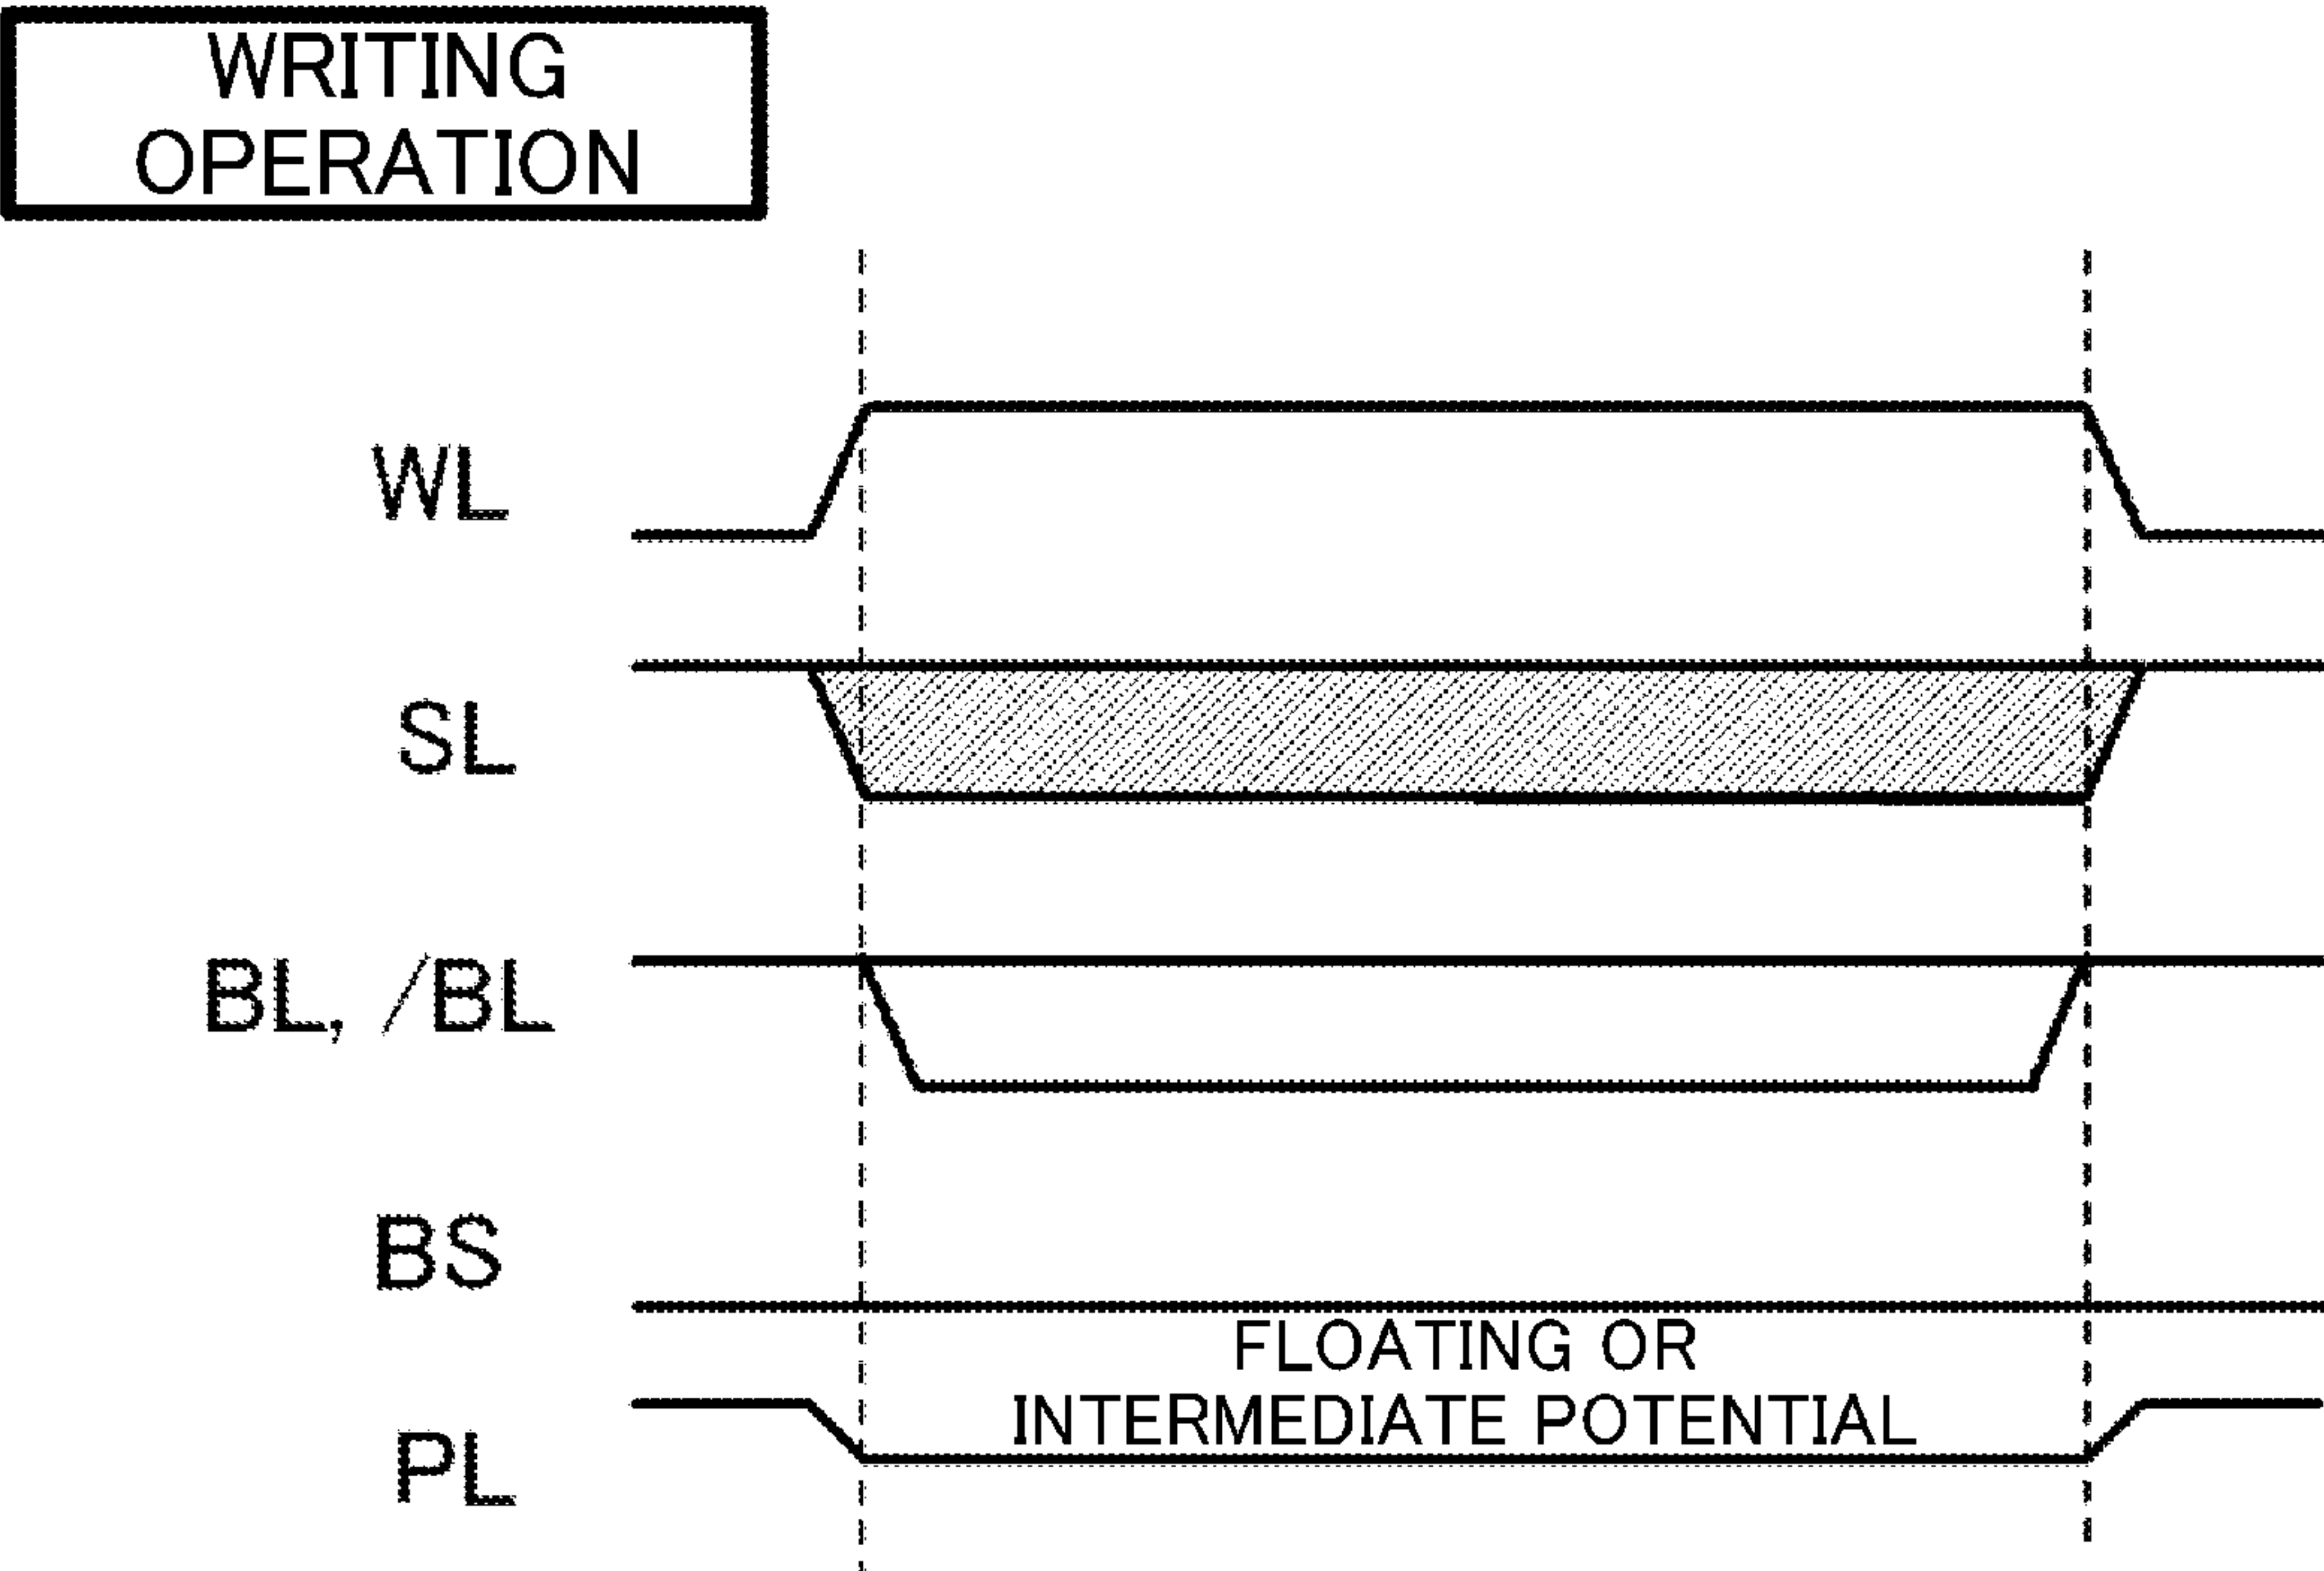 WRITING
OPERATION
WL
SL
BL, /BL
BS
FLOATING OR
INTERMEDIATE POTENTIAL
PL